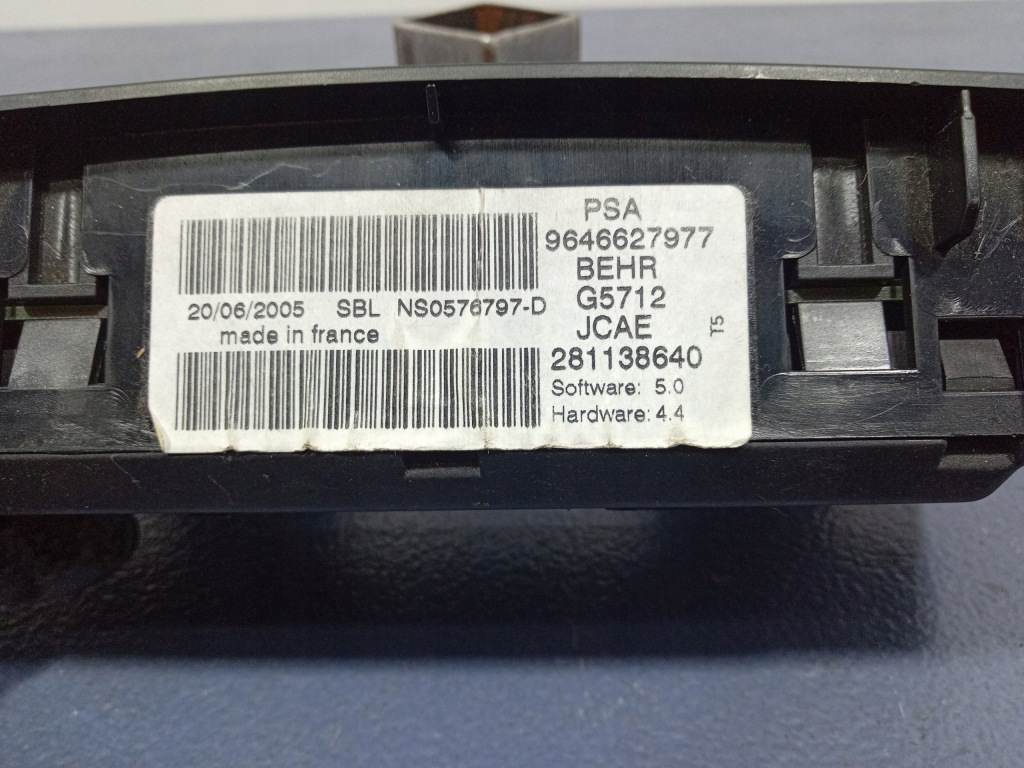 20/06/2005 SBL NS0576797-D
made in france
PSA
9646627977
BEHR
G5712
JCAE
281138640
Software: 5.0
Hardware: 4.4
T5